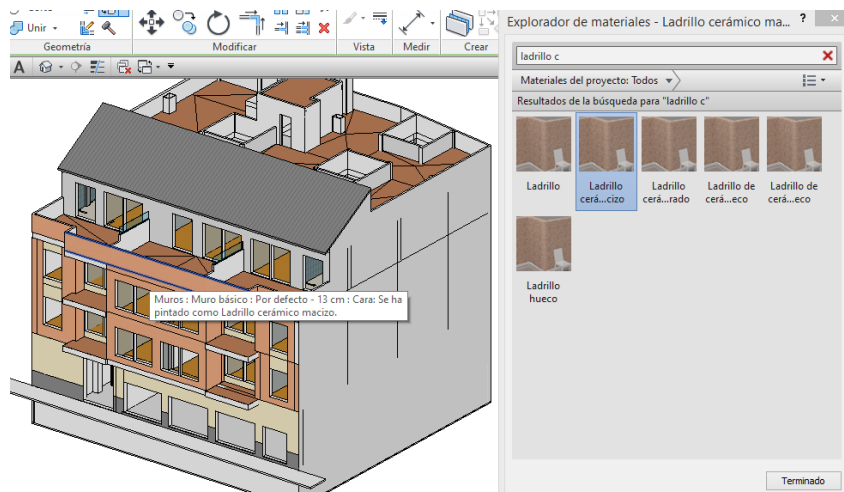 Unir
Geometría
Modificar
Vista
Medir
Crear
A
Explorador de materiales - Ladrillo cerámico ma... ? ×
ladrillo c
Materiales del proyecto: Todos
Resultados de la búsqueda para "ladrillo c"
Ladrillo
Ladrillo
cerá...cizo
Ladrillo
cerá...rado
Ladrillo de
cerá...eco
Ladrillo de
cerá...eco
Ladrillo
hueco
Muros : Muro básico : Por defecto - 13 cm : Cara: Se ha
pintado como Ladrillo cerámico macizo.
Terminado